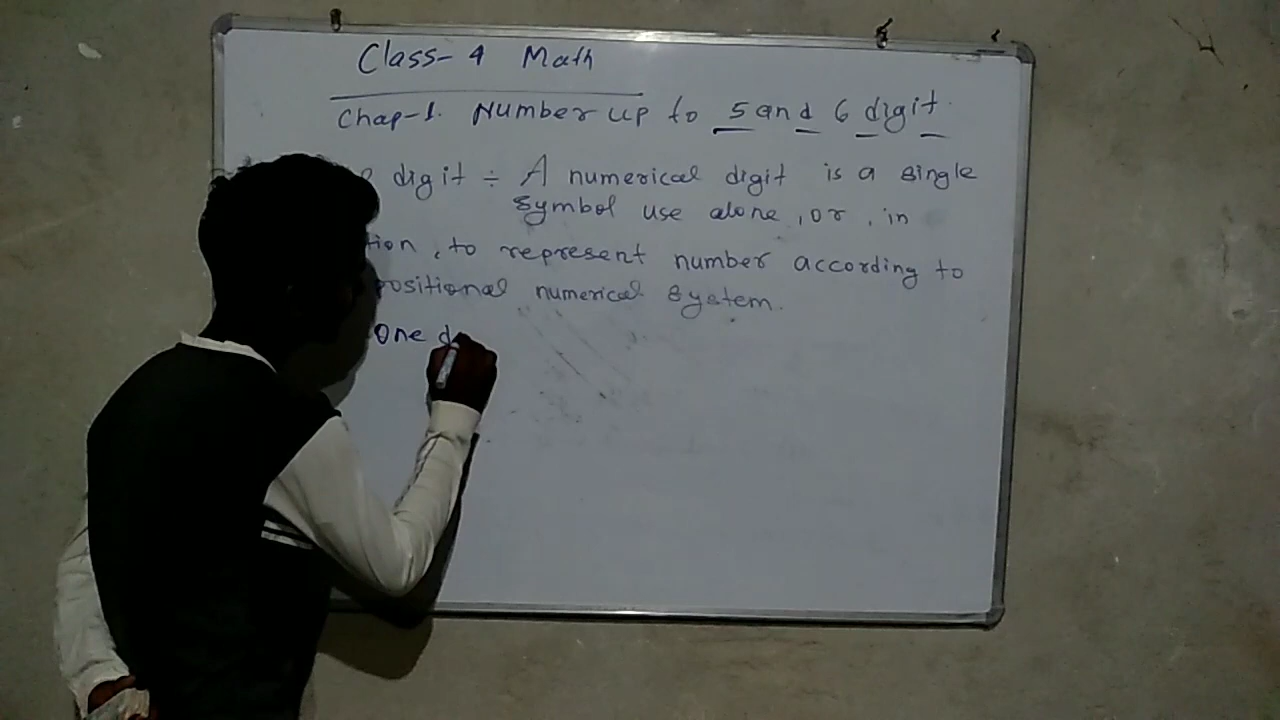 Class- 4 Math
Chap-1. Number up to 5 and 6 digit.
digit ÷ A numerical digit is a single
symbol use alone, or, in
tion, to represent number according to
positional numerical system.
One d